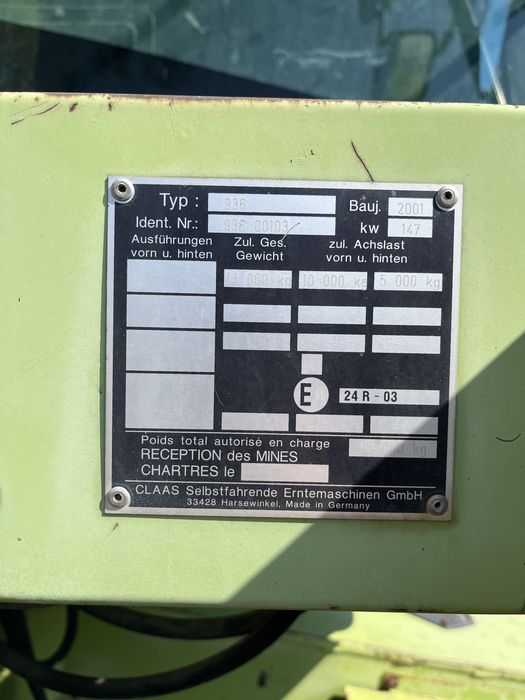 Typ : 936 Bauj. 2001
Ident. Nr.: 936 00103 kw 147
Ausführungen Zul. Ges. zul. Achslast
vorn u. hinten Gewicht vorn u. hinten
13 000 kg 10 000 kg 5.000 kg
E 24 R - 03
Poids total autorisé en charge kg
RECEPTION des MINES
CHARTRES le
CLAAS Selbstfahrende Erntemaschinen GmbH
33428 Harsewinkel, Made in Germany